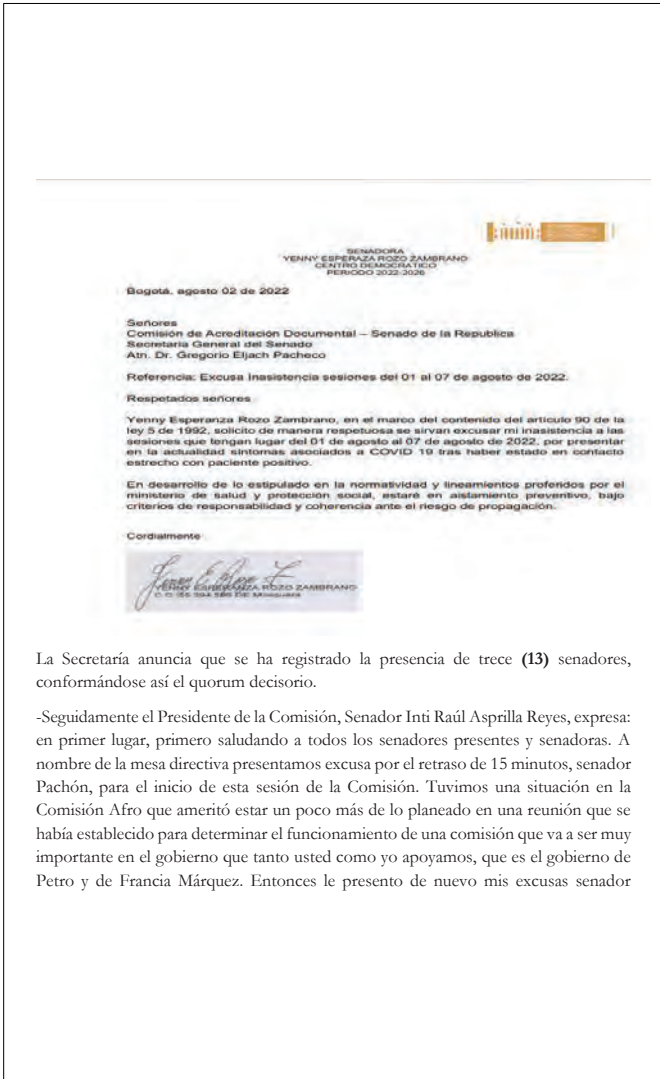 SENADORA
YENNY ESPERAZA ROZO ZAMBRANO
CENTRO DEMOCRATICO
PERIODO 2022-2026
Bogotá, agosto 02 de 2022
Señores
Comisión de Acreditación Documental – Senado de la Republica
Secretaria General del Senado
Atn. Dr. Gregorio Eljach Pacheco
Referencia: Excusa Inasistencia sesiones del 01 al 07 de agosto de 2022.
Respetados señores
Yenny Esperanza Rozo Zambrano, en el marco del contenido del artículo 90 de la
ley 5 de 1992, solicito de manera respetuosa se sirvan excusar mi inasistencia a las
sesiones que tengan lugar del 01 de agosto al 07 de agosto de 2022, por presentar
en la actualidad síntomas asociados a COVID 19 tras haber estado en contacto
estrecho con paciente positivo.
En desarrollo de lo estipulado en la normatividad y lineamientos proferidos por el
ministerio de salud y protección social, estaré en aislamiento preventivo, bajo
criterios de responsabilidad y coherencia ante el riesgo de propagación.
Cordialmente
YENNY ESPERANZA ROZO ZAMBRANO
La Secretaría anuncia que se ha registrado la presencia de trece (13) senadores,
conformándose así el quorum decisorio.
-Seguidamente el Presidente de la Comisión, Senador Inti Raúl Asprilla Reyes, expresa:
en primer lugar, primero saludando a todos los senadores presentes y senadoras. A
nombre de la mesa directiva presentamos excusa por el retraso de 15 minutos, senador
Pachón, para el inicio de esta sesión de la Comisión. Tuvimos una situación en la
Comisión Afro que ameritó estar un poco más de lo planeado en una reunión que se
había establecido para determinar el funcionamiento de una comisión que va a ser muy
importante en el gobierno que tanto usted como yo apoyamos, que es el gobierno de
Petro y de Francia Márquez. Entonces le presento de nuevo mis excusas senador